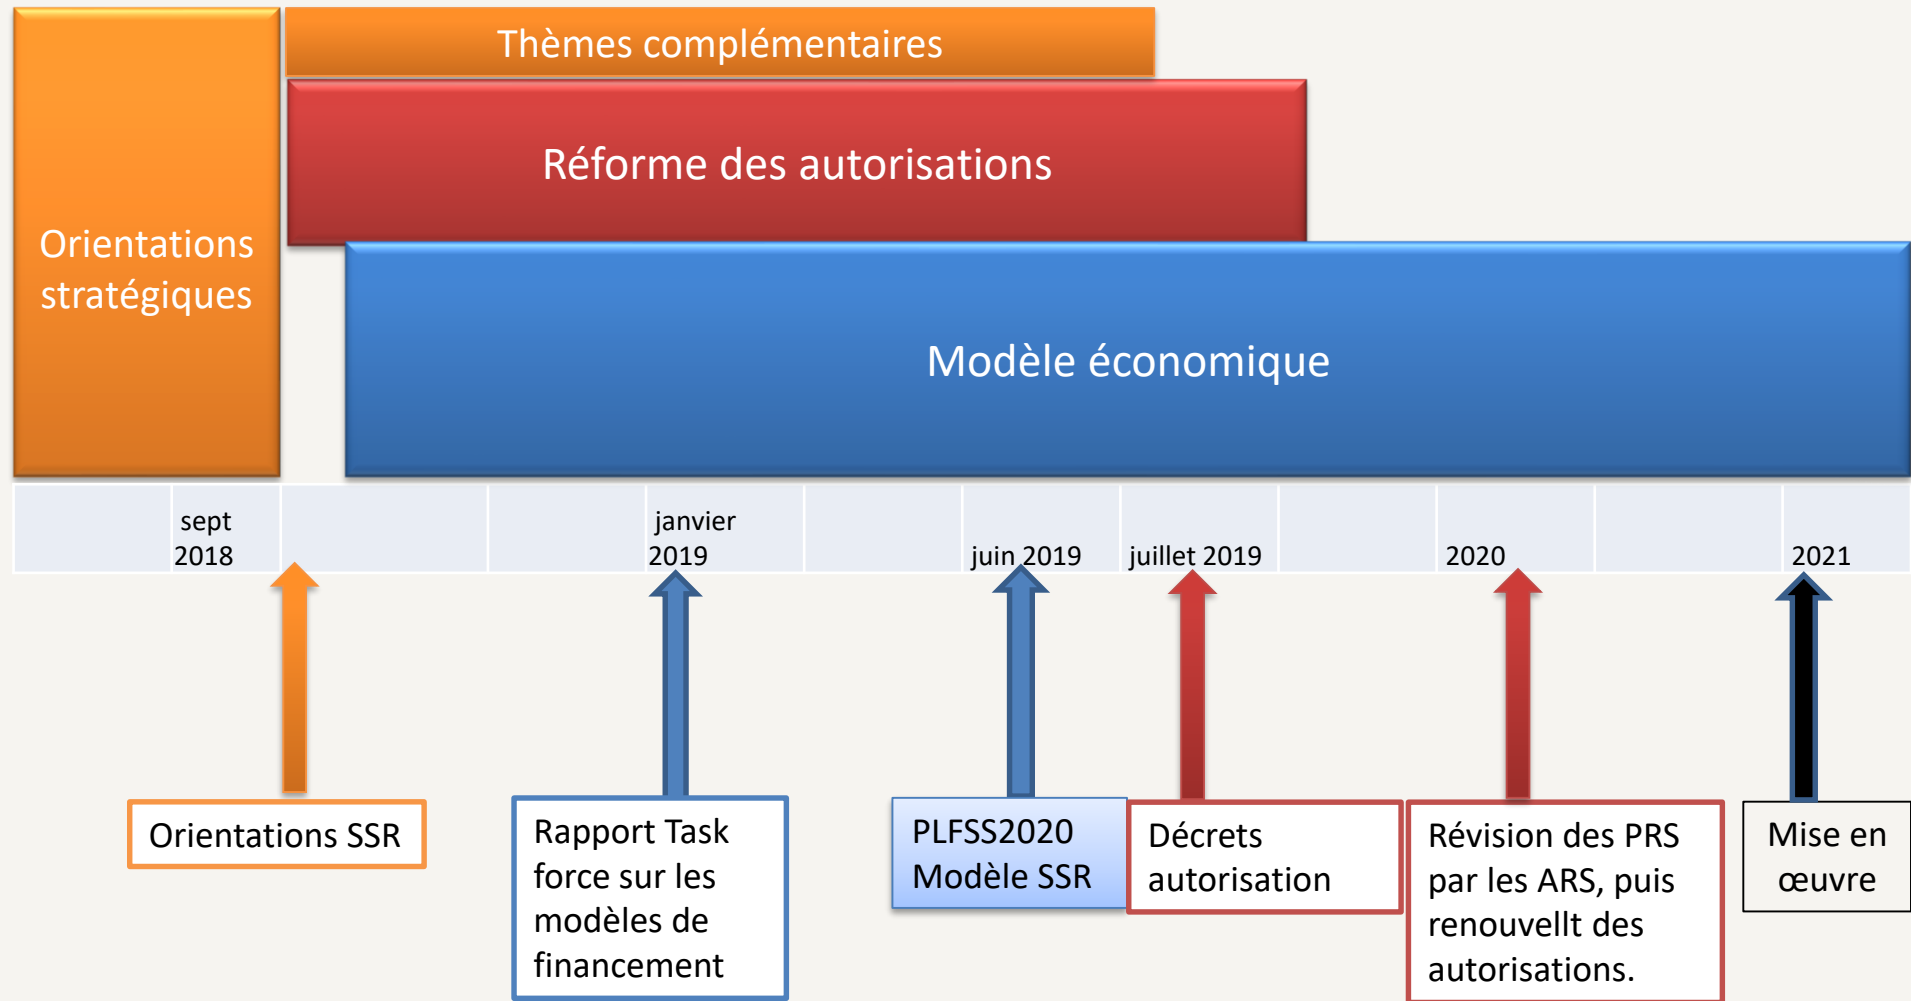 Thèmes complémentaires
Réforme des autorisations
Orientations
stratégiques
Modèle économique
sept
2018
janvier
2019
juin 2019
juillet 2019
2020
2021
Orientations SSR
Rapport Task
force sur les
modèles de
financement
PLFSS2020
Modèle SSR
Décrets
autorisation
Révision des PRS
par les ARS, puis
renouvellt des
autorisations.
Mise en
œuvre